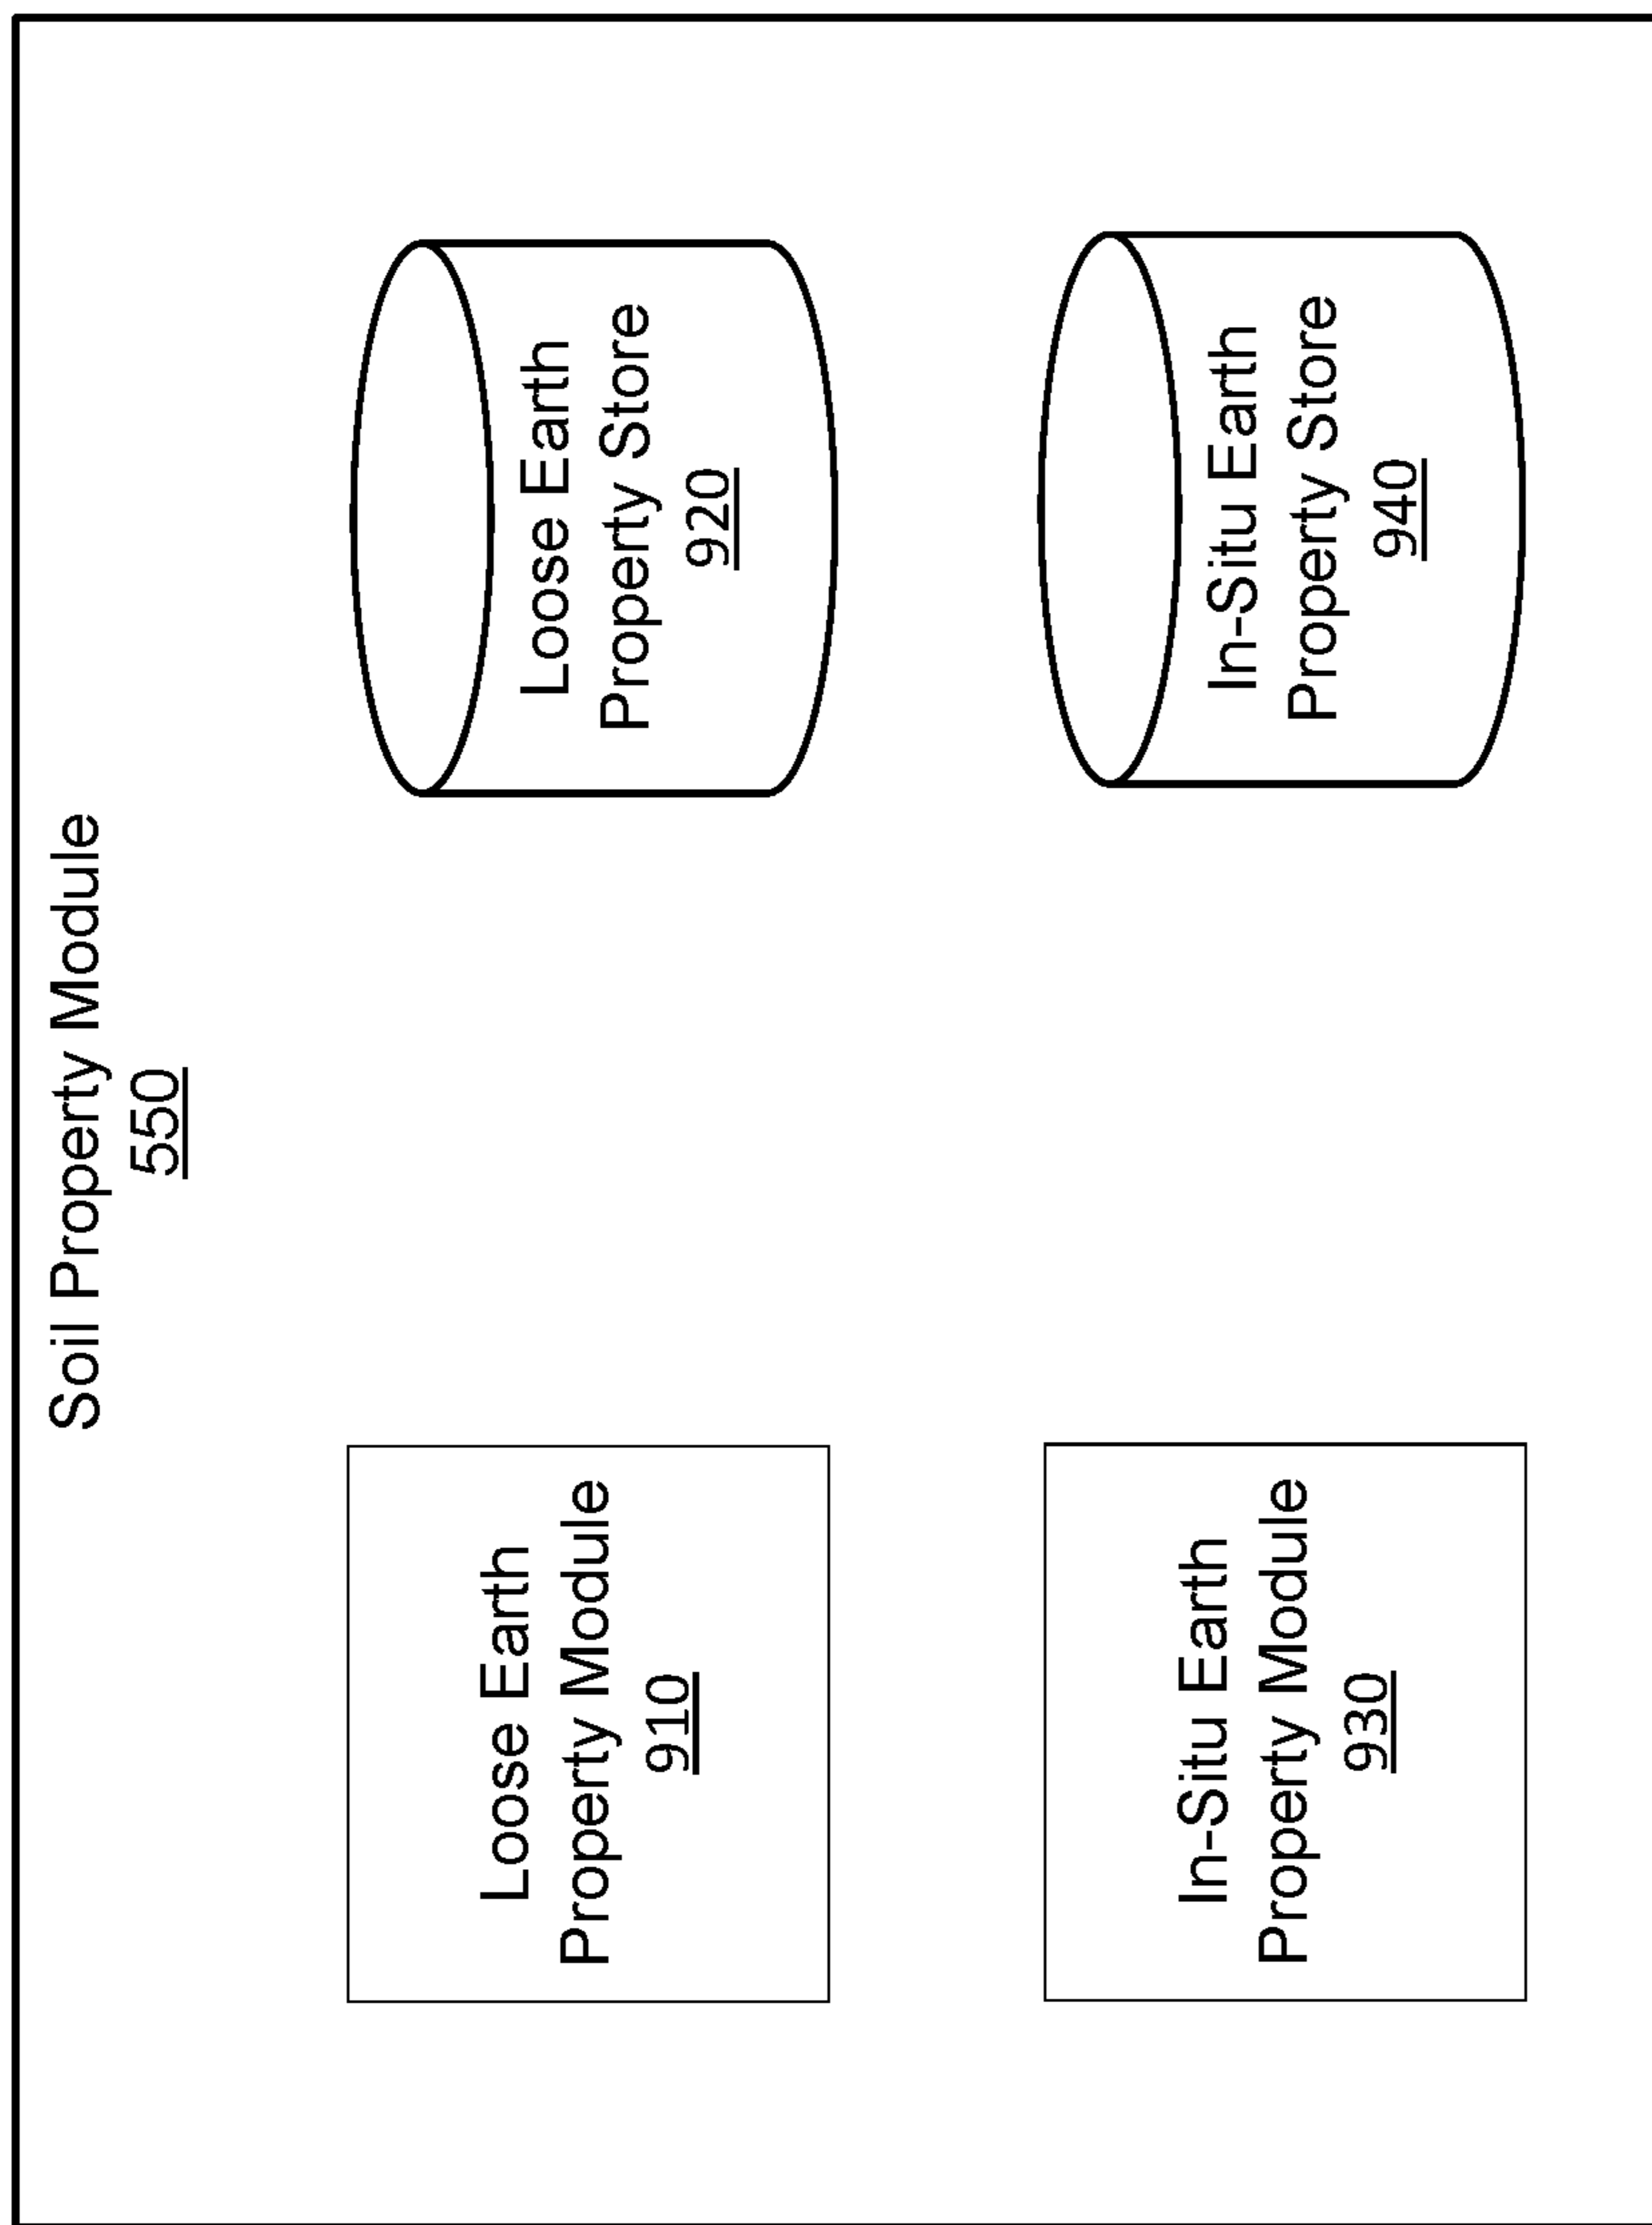 Soil Property Module
550
Loose Earth
Property Module
910
Loose Earth
Property Store
920
In-Situ Earth
Property Module
930
In-Situ Earth
Property Store
940